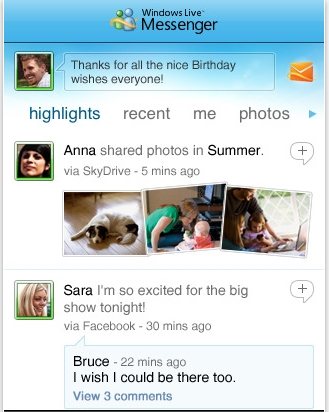 Windows Live™
Messenger
Thanks for all the nice Birthday
wishes everyone!
highlights recent me photos
Anna shared photos in Summer.
via SkyDrive - 5 mins ago
Sara I'm so excited for the big
show tonight!
via Facebook - 30 mins ago
Bruce - 22 mins ago
I wish I could be there too.
View 3 comments